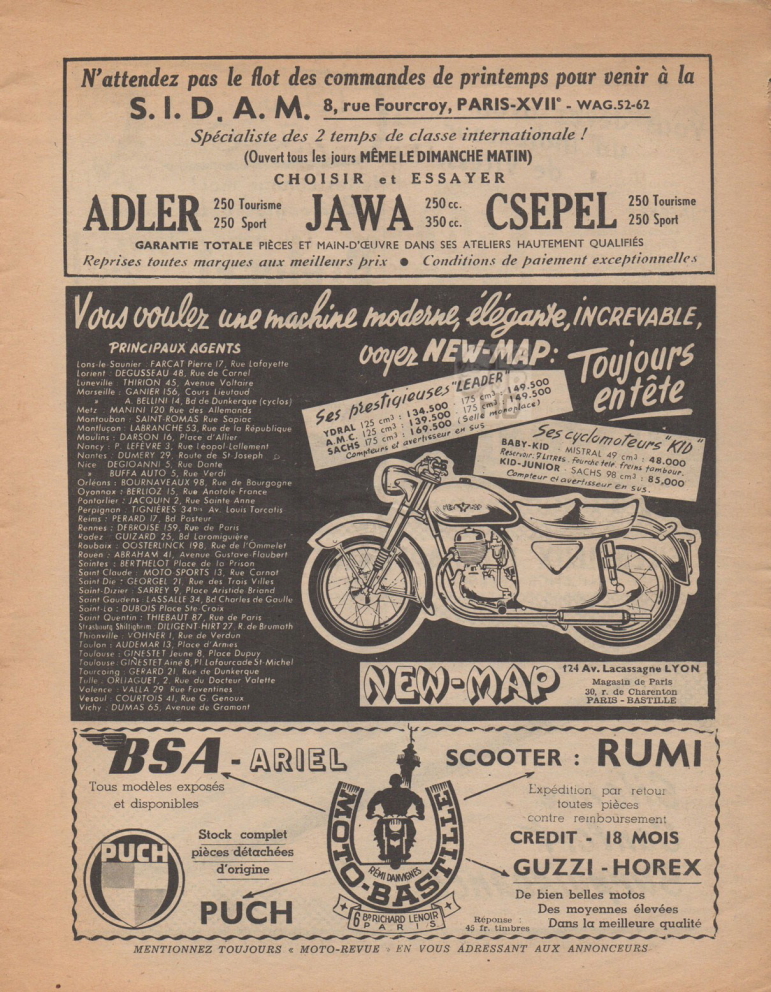 N'attendez pas le flot des commandes de printemps pour venir à la
S.I.D.A.M. 8, rue Fourcroy, PARIS-XVIIe - WAG.52-62
Spécialiste des 2 temps de classe internationale !
(Ouvert tous les jours MÊME LE DIMANCHE MATIN)
CHOISIR et ESSAYER
ADLER 250 Tourisme 250 Sport JAWA 250 cc. 350 cc. CSEPEL 250 Tourisme 250 Sport
GARANTIE TOTALE PIÈCES ET MAIN-D'ŒUVRE DANS SES ATELIERS HAUTEMENT QUALIFIÉS
Reprises toutes marques aux meilleurs prix ● Conditions de paiement exceptionnelles
Vous voulez une machine moderne, élégante, INCREVABLE,
voyez NEW-MAP:
Toujours
en tête
PRINCIPAUX AGENTS
Lons-le-Saunier : FARCAT Pierre 17, Rue Lafayette
Lorient : DEGUSSEAU 48, Rue de Carnel
Luneville : THIRION 45, Avenue Voltaire
Marseille : GANIER 156, Cours Lieutaud
» A. BELLINI 14, Bd de Dunkerque (cyclos)
Metz : MANINI 120 Rue des Allemands
Montauban : SAINT-ROMAS Rue Sapiac
Montluçon : LABRANCHE 53, Rue de la République
Moulins : DARSON 16, Place d'Allier
Nancy : P. LEFÈVRE 3, Rue Léopol-Lallement
Nantes : DUMERY 29, Route de St-Joseph
Nice DEGIOANNI 5, Rue Dante
» BUFFA AUTO 5, Rue Verdi
Orléans : BOURNAVEAUX 98, Rue de Bourgogne
Oyonnax : BERLIOZ 15, Rue Anatole France
Pontarlier : JACQUIN 2, Rue Sainte Anne
Perpignan : TIGNIÈRES 34ter Av. Louis Torcatis
Reims : PERARD 17, Bd Pasteur
Rennes : DEBROISE 159, Rue de Paris
Rodez : GUIZARD 25, Bd Laromiguière
Roubaix : OOSTERLINCK 198, Rue de l'Ommelet
Rouen : ABRAHAM 41, Avenue Gustave-Flaubert
Saintes : BERTHELOT Place de la Prison
Saint Claude : MOTO SPORTS 13, Rue Carnot
Saint Die : GEORGEL 21, Rue des Trois Villes
Saint-Dizier : SARREY 9, Place Aristide Briand
Saint Gaudens : LASSALLE 34, Bd Charles de Gaulle
Saint-Lo : DUBOIS Place Ste Croix
Saint Quentin : THIEBAUT 87, Rue de Paris
Strasbourg Shiltigheim : DILIGENT-HIRT 27, R. de Brumath
Thionville : VOHNER 1, Rue de Verdun
Toulon : AUDEMAR 13, Place d'Armes
Toulouse : GINESTET Jeune 8, Place Dupuy
Toulouse : GINESTET Aine 8, Pl. Lafourcade St-Michel
Tourcoing : GERARD 21, Rue de Dunkerque
Tulle : ORLIAGUET, 2, Rue du Docteur Valette
Valence : VALLA 29 Rue Faventines
Vesoul : COURTOIS 41, Rue G. Genoux
Vichy : DUMAS 65, Avenue de Gramont
Ses prestigieuses "LEADER"
YDRAL 125 cm3 : 134.500 175 cm3 : 149.500
A.M.C. 125 cm3 : 139.500 175 cm3 : 149.500
SACHS 175 cm3 : 169.500 (Selle monoplace)
Compteurs et avertisseur en sus
Ses cyclomoteurs "KID"
BABY-KID - MISTRAL 49 cm3 : 48.000
Reservoir: 7 LITRES. Fourche telr. freins tambour.
KID-JUNIOR - SACHS 98 cm3 : 85,000
Compteur et avertisseur en sus.
NEW-MAP
NEW-MAP
124 Av. Lacassagne LYON
Magasin de Paris
30, r. de Charenton
PARIS - BASTILLE
BSA - ARIEL
Tous modèles exposés
et disponibles
SCOOTER : RUMI
Expédition par retour
toutes pièces
contre remboursement
CREDIT - 18 MOIS
PUCH
Stock complet
pièces détachées
d'origine
PUCH
MOTO-BASTILLE
RÉMI DANVIGNES
6 BD RICHARD LENOIR
PARIS
GUZZI - HOREX
De bien belles motos
Des moyennes élevées
Dans la meilleure qualité
Réponse :
45 fr. timbres
MENTIONNEZ TOUJOURS « MOTO-REVUE » EN VOUS ADRESSANT AUX ANNONCEURS